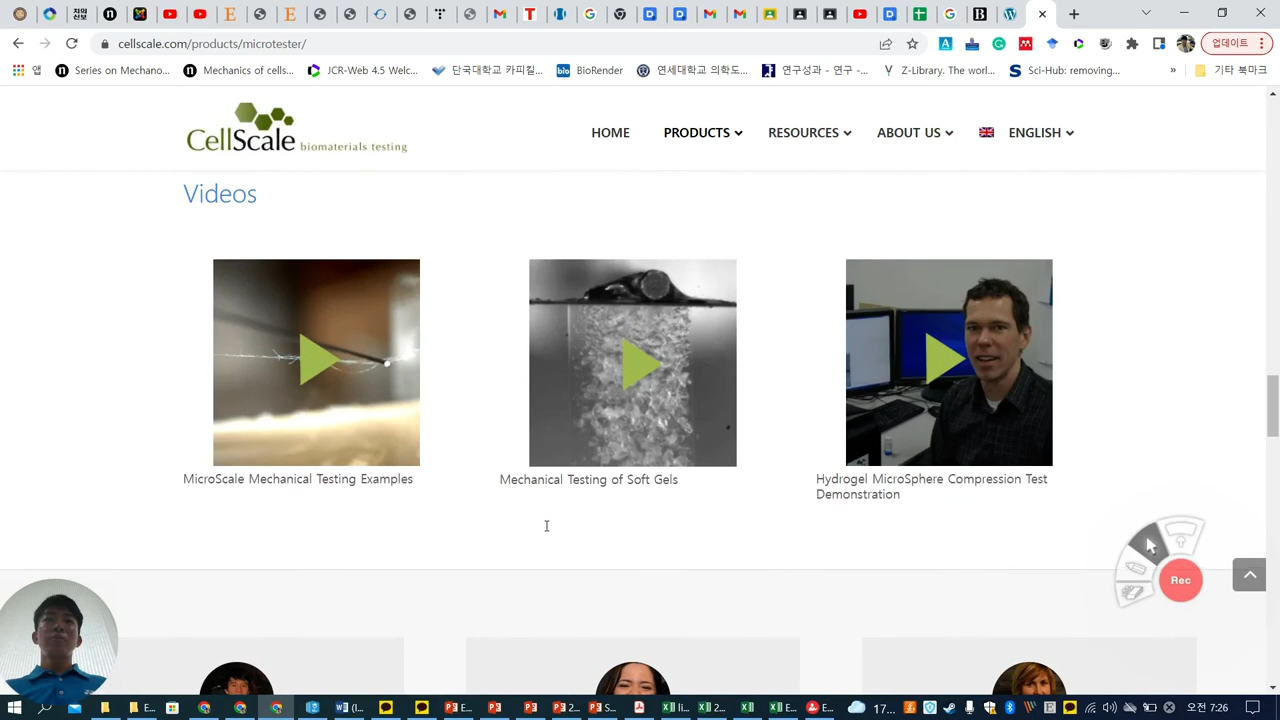 cellscale.com/products/microtester/
업데이트
앱
Series on Mechano...
Mechanics of cells...
JCR-Web 4.5 Welc...
단국대학교 카피킬...
bio BioRender
연세대학교 의학도...
연구성과 - 연구 -...
Z-Library. The worl...
Sci-Hub: removing...
»
기타 북마크
CellScale biomaterials testing
HOME
PRODUCTS
RESOURCES
ABOUT US
ENGLISH
Videos
MicroScale Mechanical Testing Examples
Mechanical Testing of Soft Gels
Hydrogel MicroSphere Compression Test
Demonstration
Rec
17...
오전 7:26